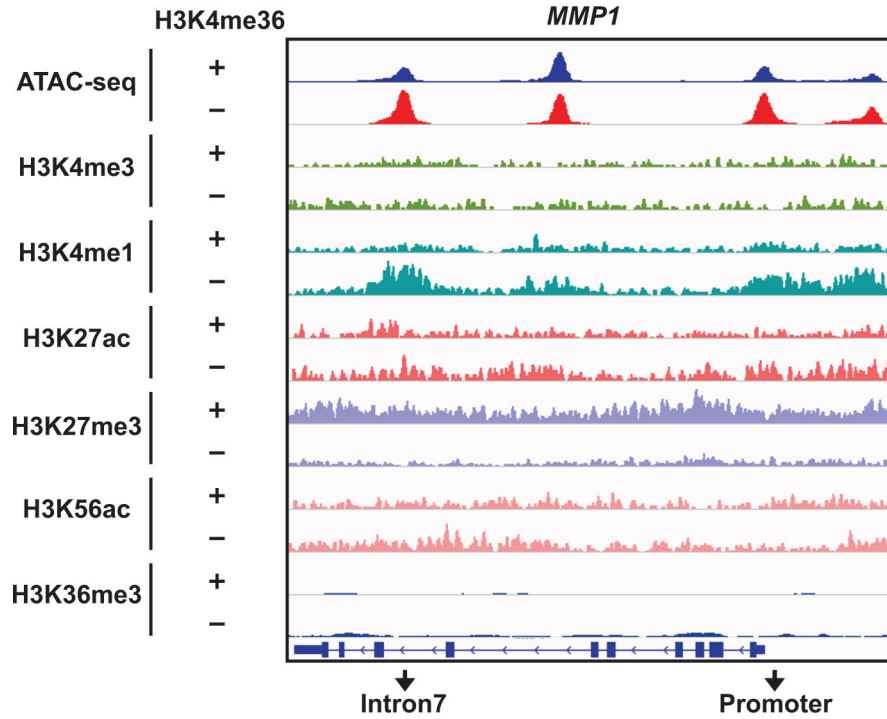 H3K4me36
MMP1
ATAC-seq
+
−
H3K4me3
+
−
H3K4me1
+
−
H3K27ac
+
−
H3K27me3
+
−
H3K56ac
+
−
H3K36me3
+
−
Intron7
Promoter